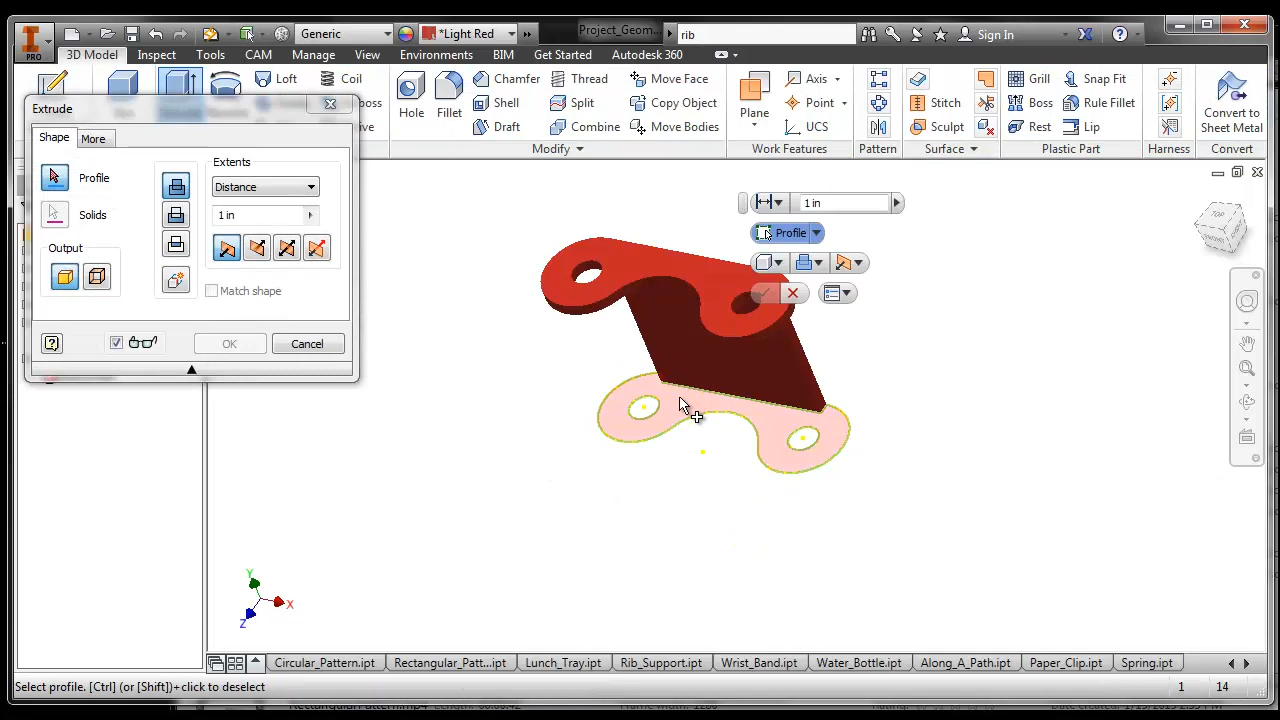 Generic
*Light Red
Project_Geom...
rib
Sign In
PRO
3D Model
Inspect
Tools
CAM
Manage
View
Environments
BIM
Get Started
Autodesk 360
Loft
Coil
Hole
Fillet
Chamfer
Shell
Draft
Thread
Split
Combine
Move Face
Copy Object
Move Bodies
Plane
Axis
Point
UCS
Stitch
Sculpt
Grill
Boss
Rest
Snap Fit
Rule Fillet
Lip
Convert to
Sheet Metal
Modify
Work Features
Pattern
Surface
Plastic Part
Harness
Convert
Extrude
Shape
More
Profile
Solids
Output
Extents
Distance
1 in
Match shape
OK
Cancel
1 in
Profile
TOP
Y
X
Z
Circular_Pattern.ipt
Rectangular_Patt...ipt
Lunch_Tray.ipt
Rib_Support.ipt
Wrist_Band.ipt
Water_Bottle.ipt
Along_A_Path.ipt
Paper_Clip.ipt
Spring.ipt
Select profile. [Ctrl] (or [Shift])+click to deselect
1
14